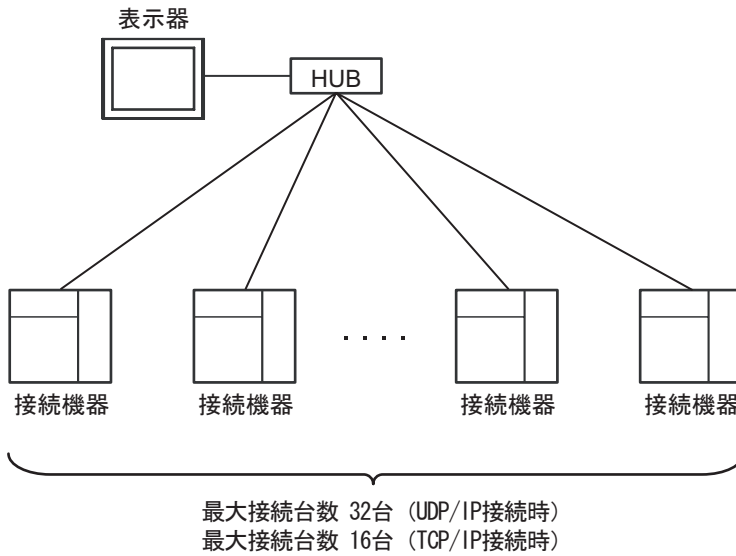 表示器
HUB
・・・・
接続機器 接続機器 接続機器 接続機器
最大接続台数 32台 (UDP/IP接続時)
最大接続台数 16台 (TCP/IP接続時)